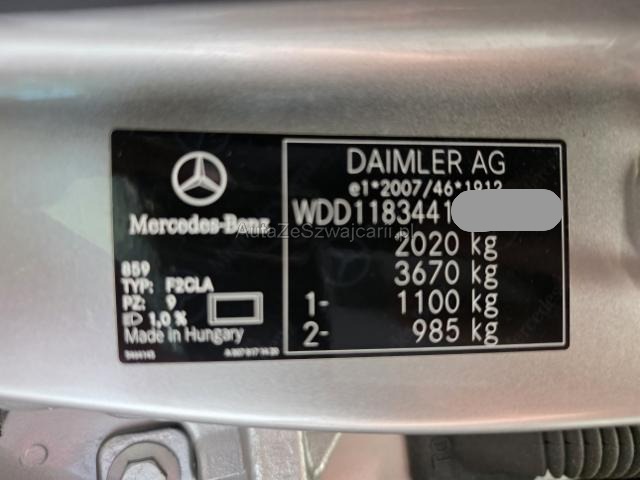 Mercedes-Benz
859
TYP: F2CLA
PZ: 9
1,0 %
Made in Hungary
DAIMLER AG
e1*2007/46*1912
WDD1183441
2020 kg
3670 kg
1- 1100 kg
2- 985 kg
AutaZeSzwajcarii.pl